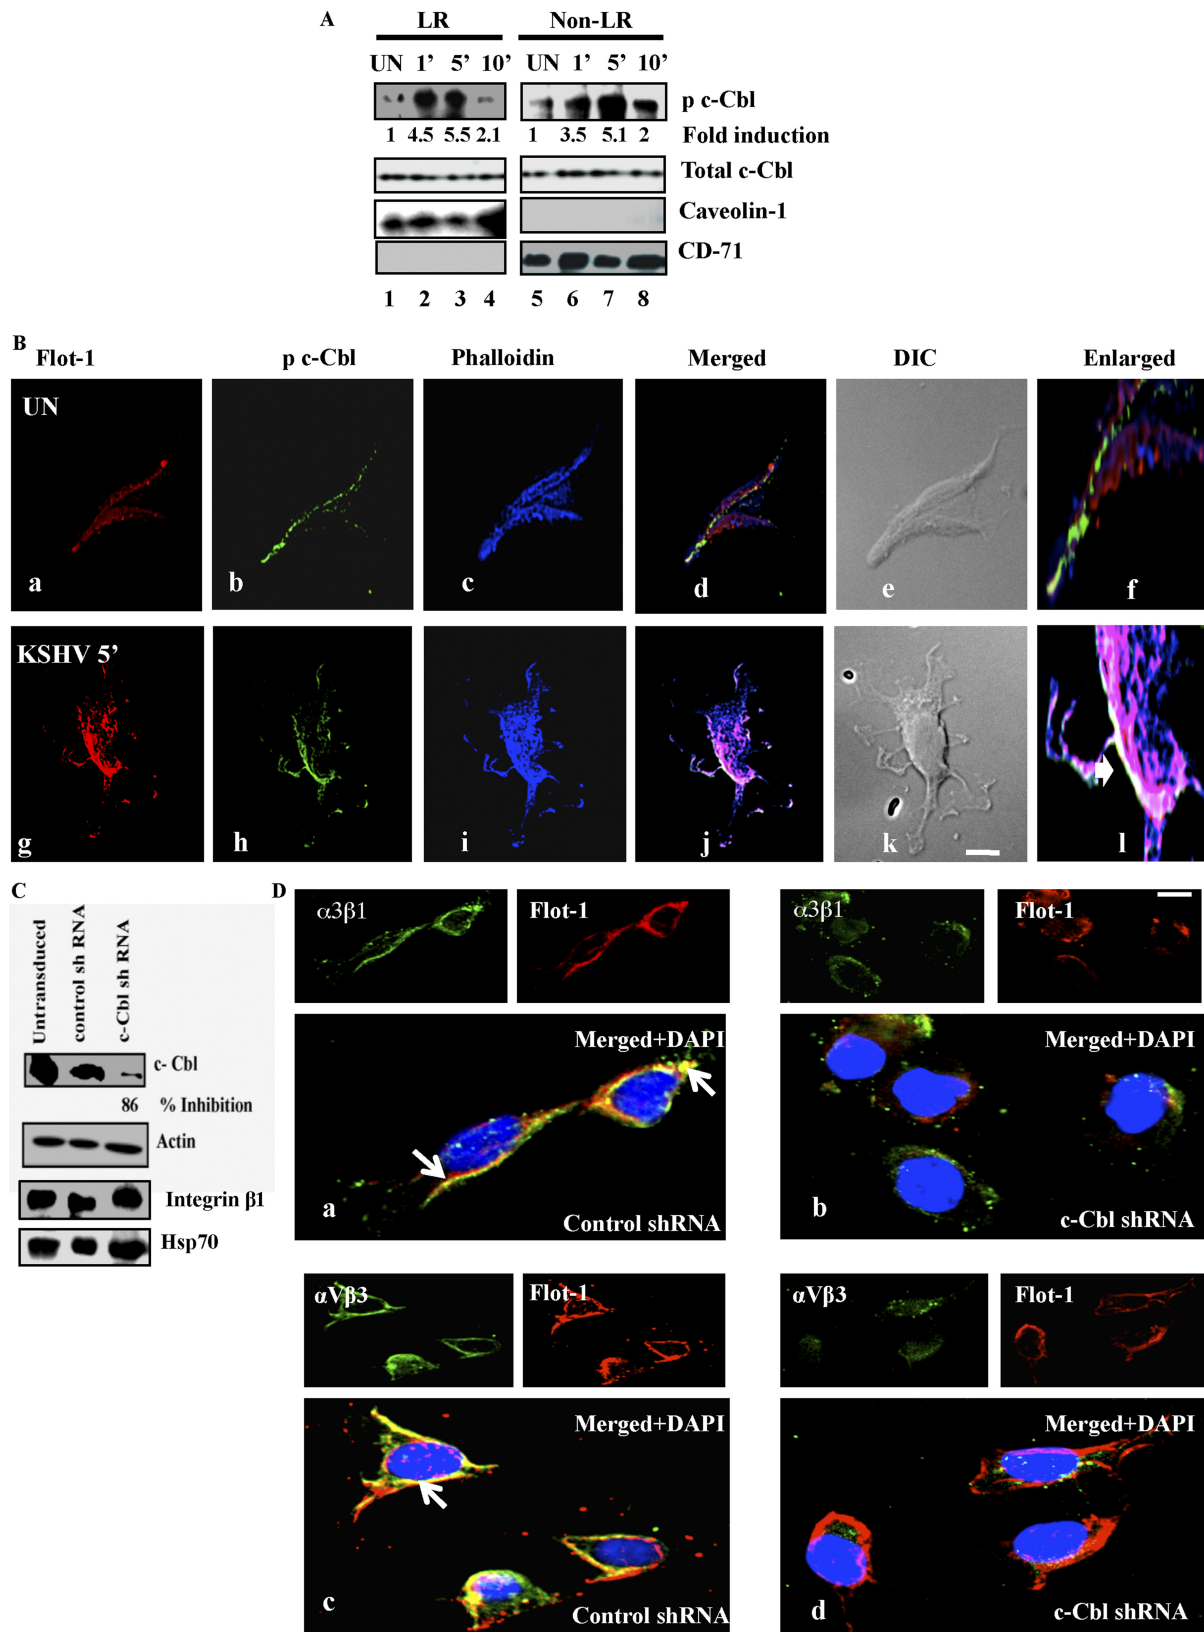 A
LR Non-LR
UN 1’ 5’ 10’ UN 1’ 5’ 10’
p c-Cbl
1 4.5 5.5 2.1 1 3.5 5.1 2 Fold induction
Total c-Cbl
Caveolin-1
CD-71
1 2 3 4 5 6 7 8
B
Flot-1 p c-Cbl Phalloidin Merged DIC Enlarged
UN
a b c d e f
KSHV 5’
g h i j k l
C
Untransduced
control sh RNA
c-Cbl sh RNA
c- Cbl
86 % Inhibition
Actin
Integrin β1
Hsp70
D
α3β1 Flot-1
Merged+DAPI
a
Control shRNA
α3β1 Flot-1
Merged+DAPI
b
c-Cbl shRNA
αVβ3 Flot-1
Merged+DAPI
c
Control shRNA
αVβ3 Flot-1
Merged+DAPI
d
c-Cbl shRNA